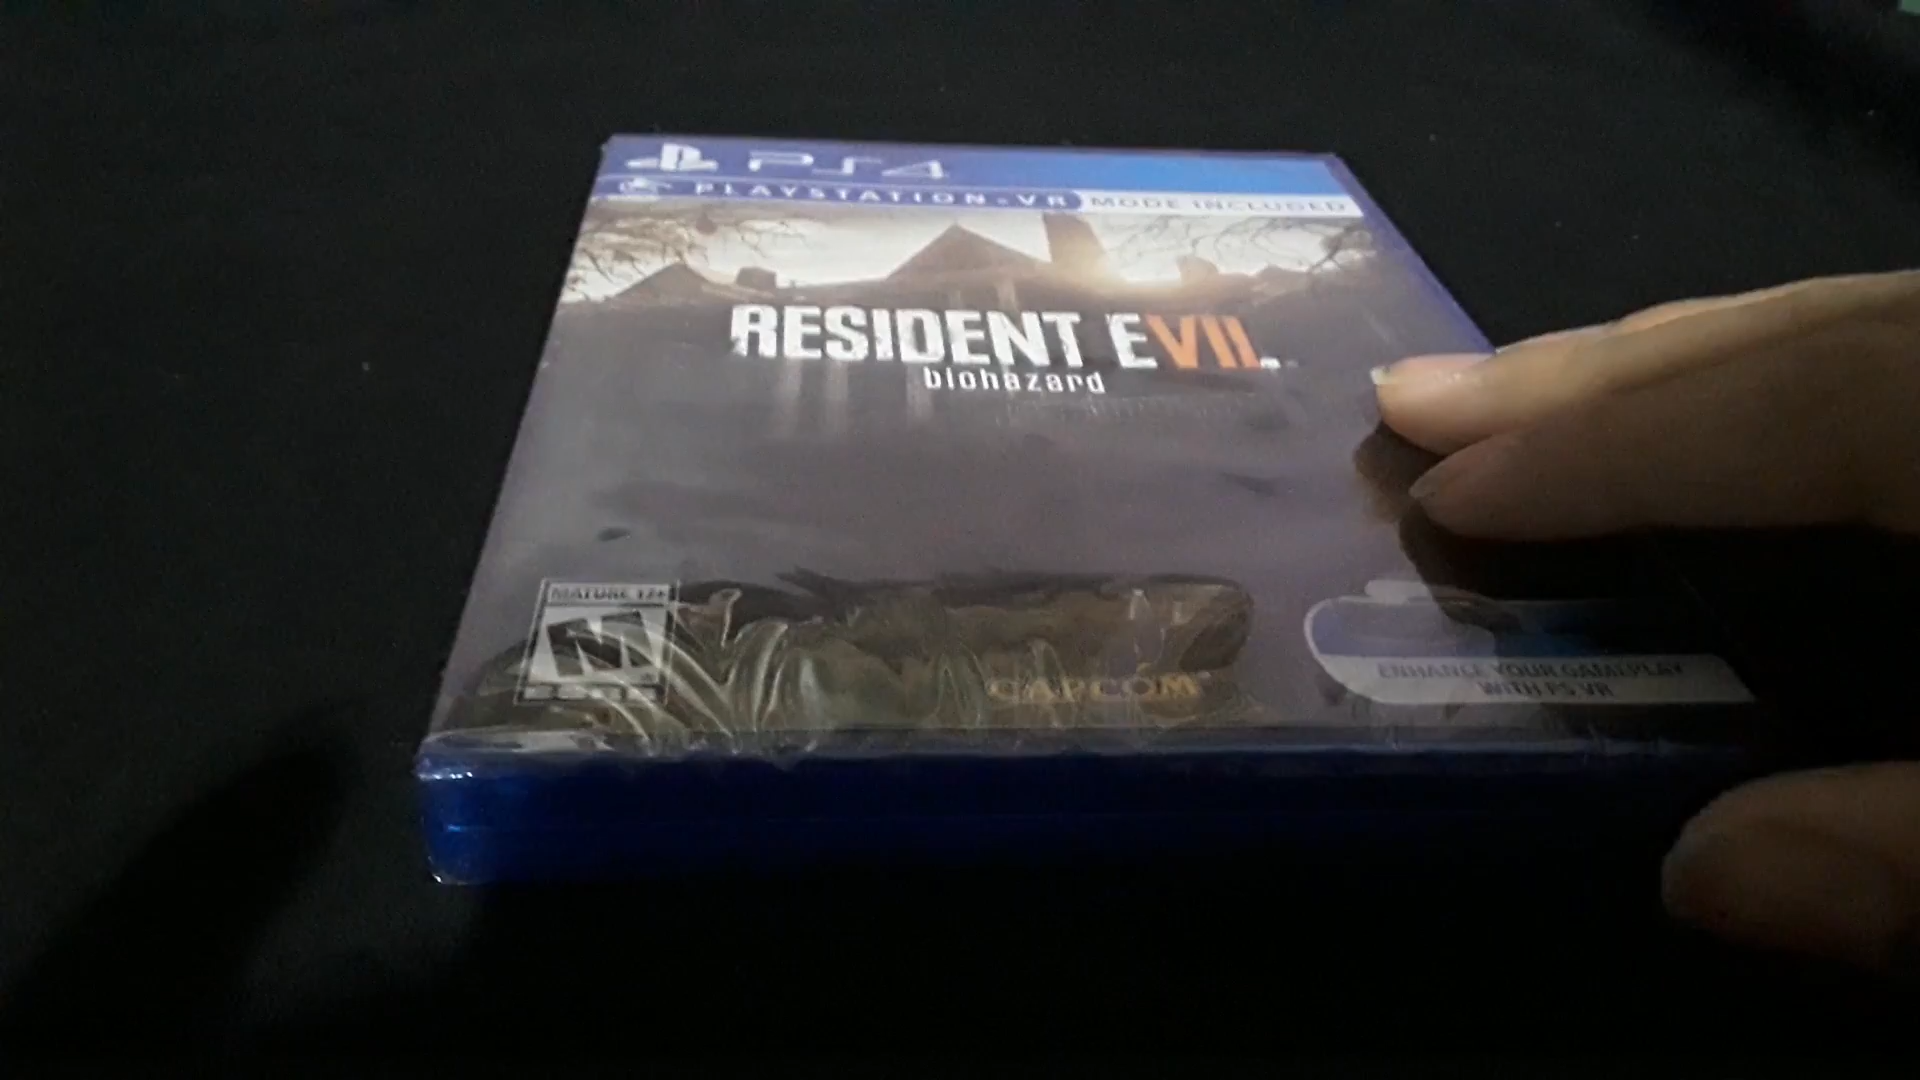 PS4
PLAYSTATION VR MODE INCLUDED
RESIDENT EVII.
biohazard
MATURE 17+
M
CAPCOM
ENHANCE YOUR GAMEPLAY
WITH PS VR